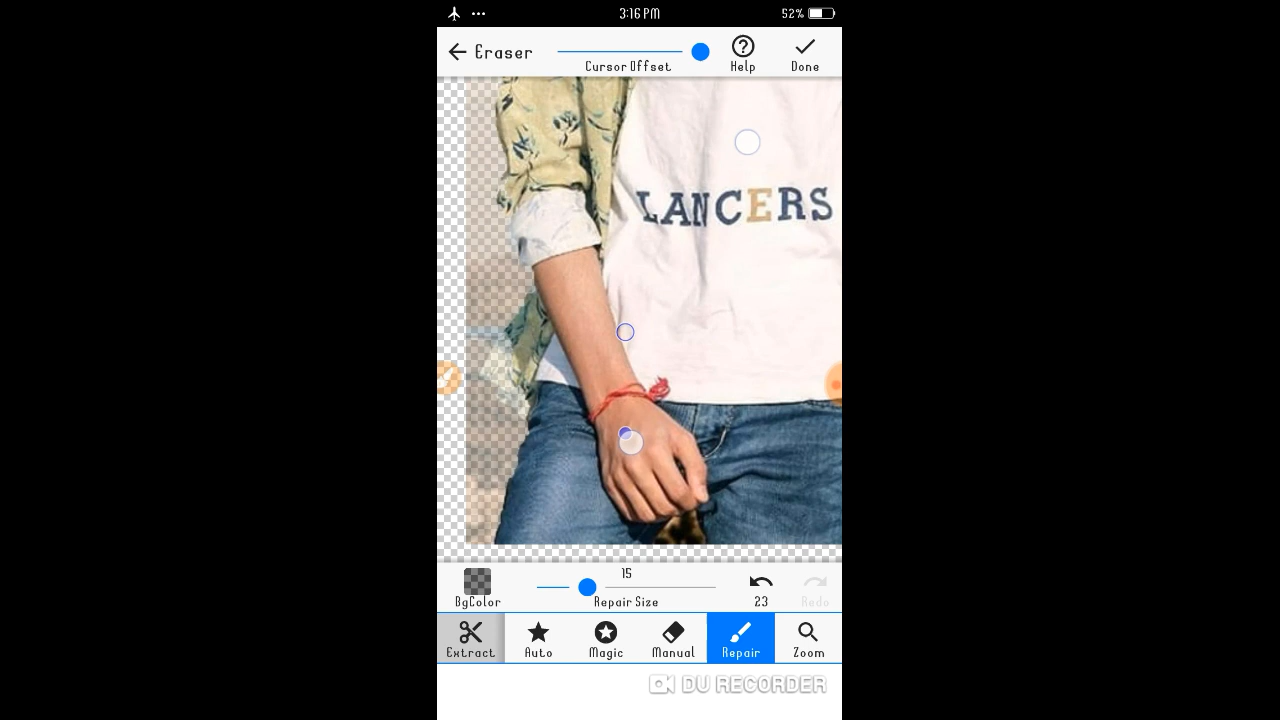 3:16 PM
52%
Eraser
Cursor Offset
Help
Done
LANCERS
15
BgColor
Repair Size
23
Redo
Extract
Auto
Magic
Manual
Repair
Zoom
DU RECORDER